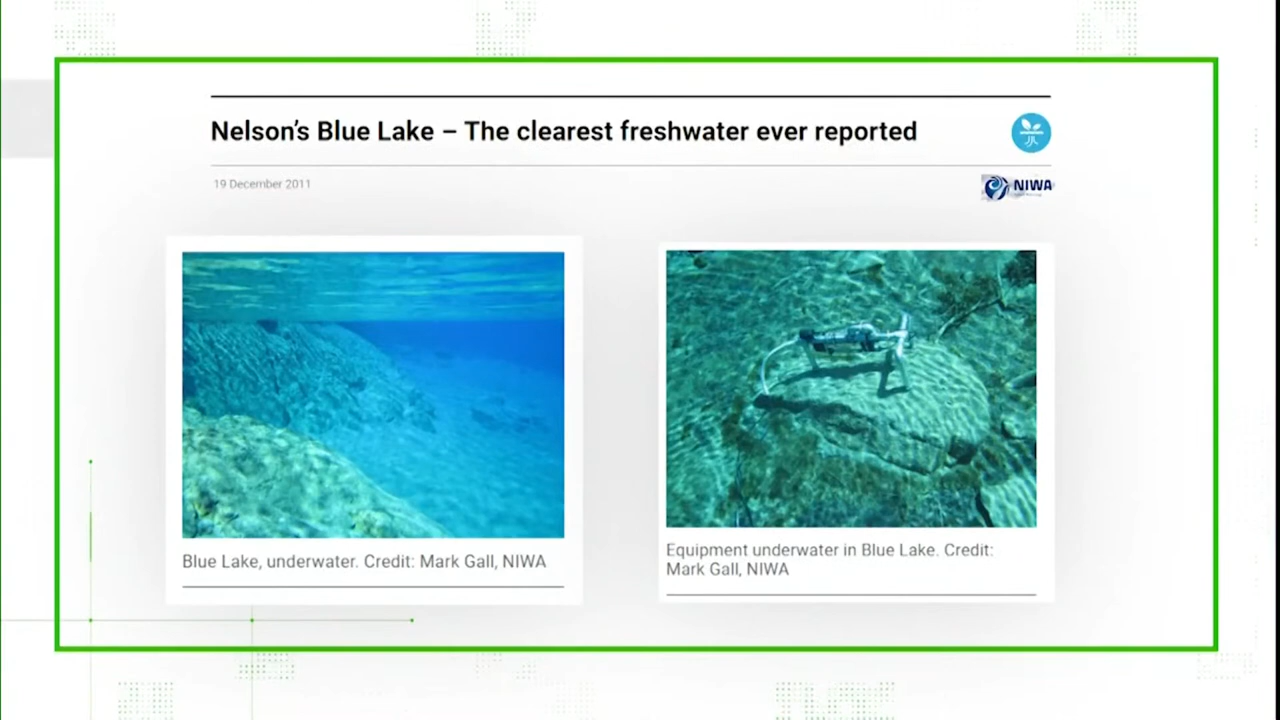 Nelson’s Blue Lake – The clearest freshwater ever reported
19 December 2011
NIWA
Blue Lake, underwater. Credit: Mark Gall, NIWA
Equipment underwater in Blue Lake. Credit:
Mark Gall, NIWA